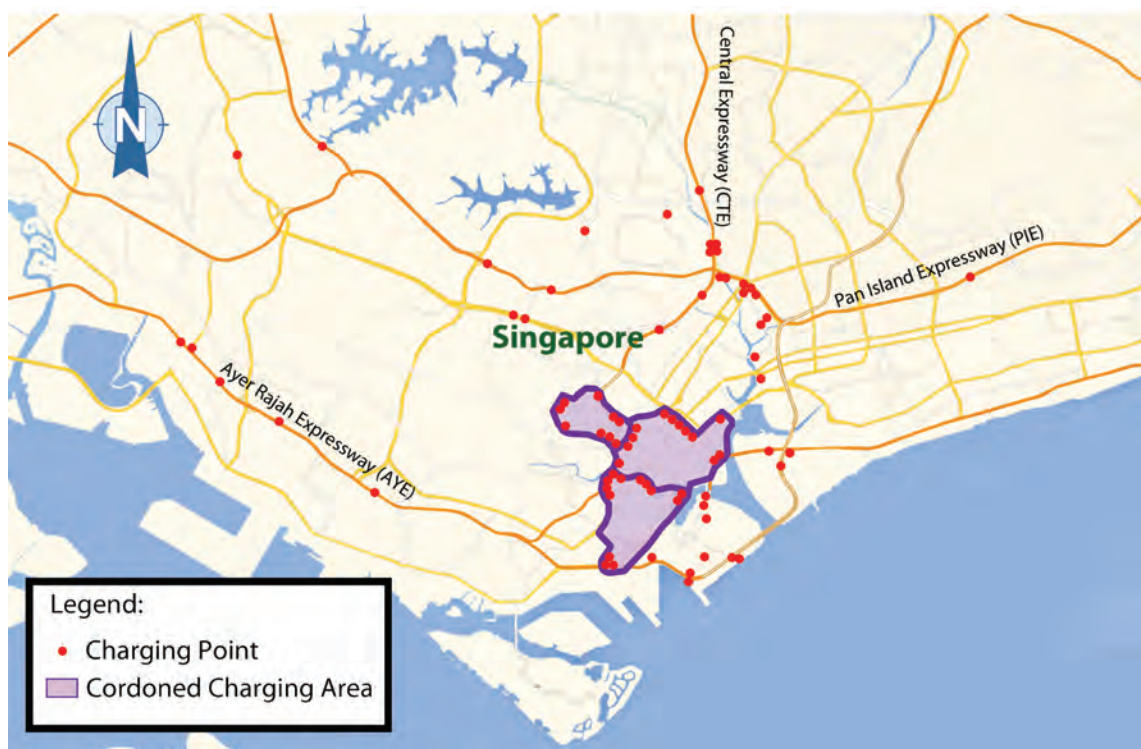 N
Central Expressway (CTE)
Pan Island Expressway (PIE)
Singapore
Ayer Rajah Expressway (AYE)
Legend:
Charging Point
Cordoned Charging Area